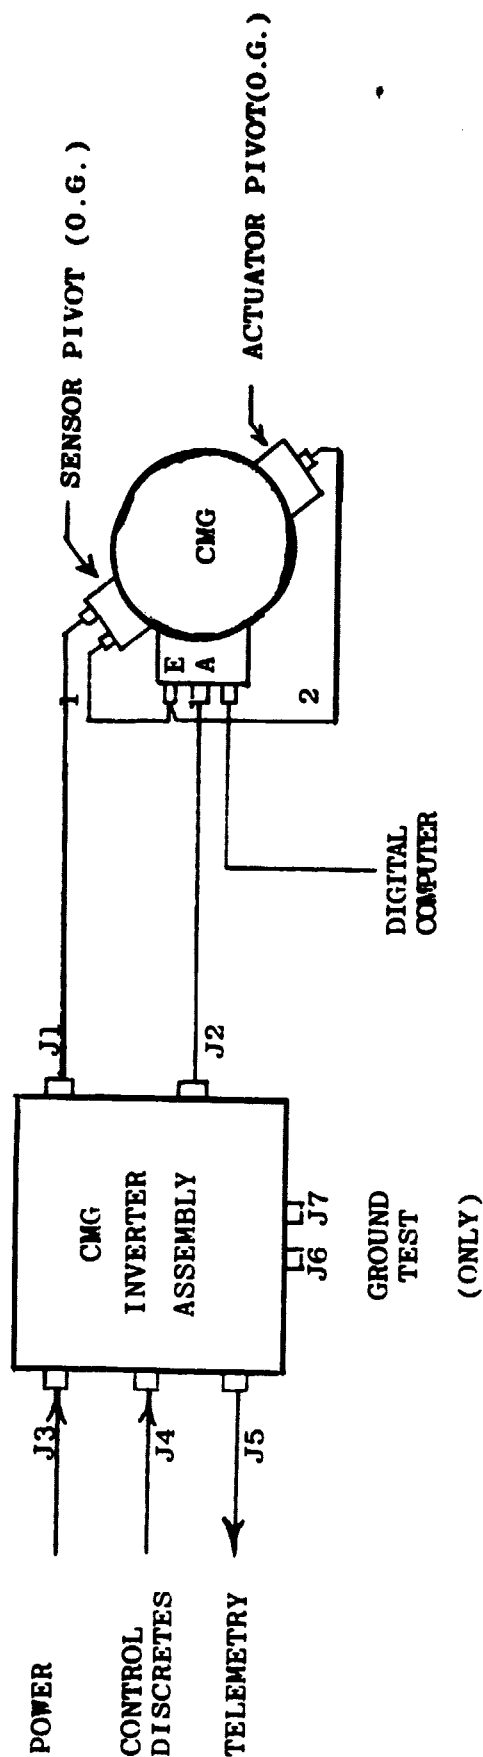 POWER
CONTROL
DISCRETES
TELEMETRY
J3
J4
J5
CMG
INVERTER
ASSEMBLY
J6
J7
GROUND
TEST
(ONLY)
J1
J2
DIGITAL
COMPUTER
1
2
E
A
CMG
SENSOR PIVOT (O.G.)
ACTUATOR PIVOT(O.G.)